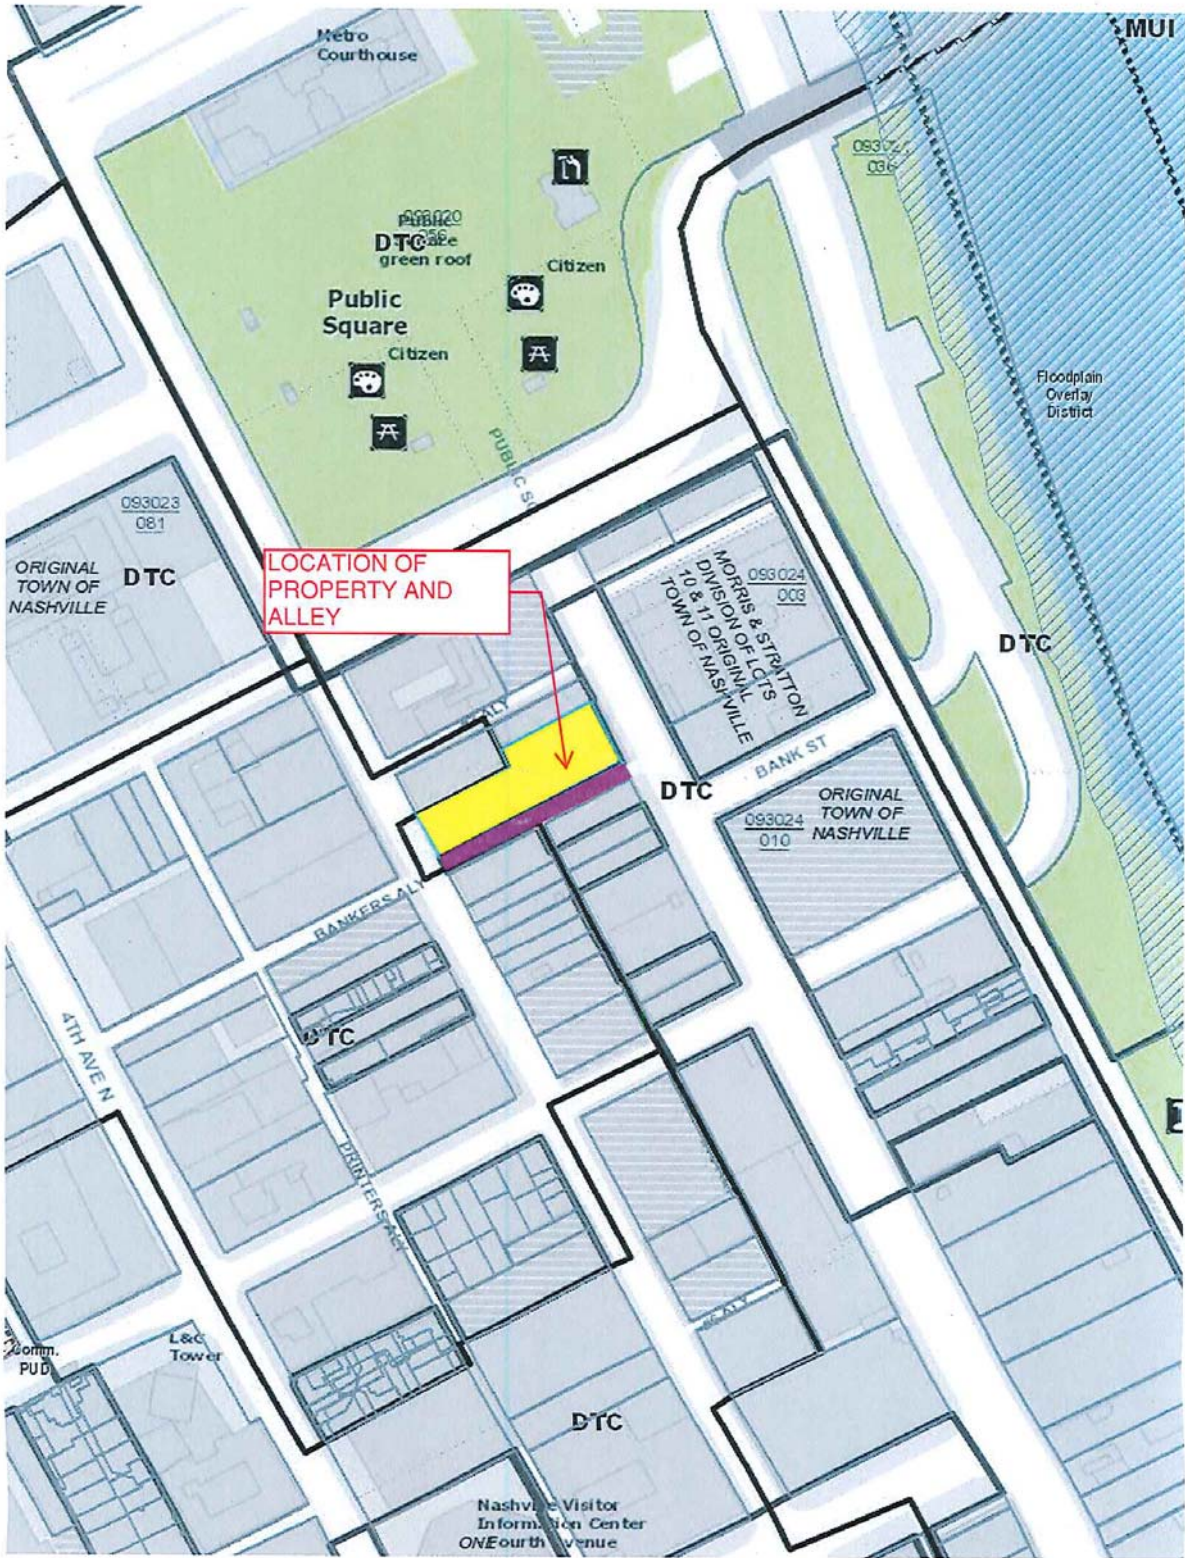 MUI
Metro
Courthouse
093020
DTC
green roof
Citizen
Public
Square
Citizen
Floodplain
Overlay
District
093023
081
ORIGINAL
TOWN OF
NASHVILLE
DTC
LOCATION OF
PROPERTY AND
ALLEY
093024
003
MORRIS & STRATTON
DIVISION OF LOTS
10 & 11 ORIGINAL
TOWN OF NASHVILLE
DTC
ALY
BANK ST
DTC
ORIGINAL
TOWN OF
NASHVILLE
093024
010
BANKERS ALY
4TH AVE N
DTC
PRINTERS ALY
ALY
L&C
Tower
Comm.
PUD
DTC
Nashville Visitor
Information Center